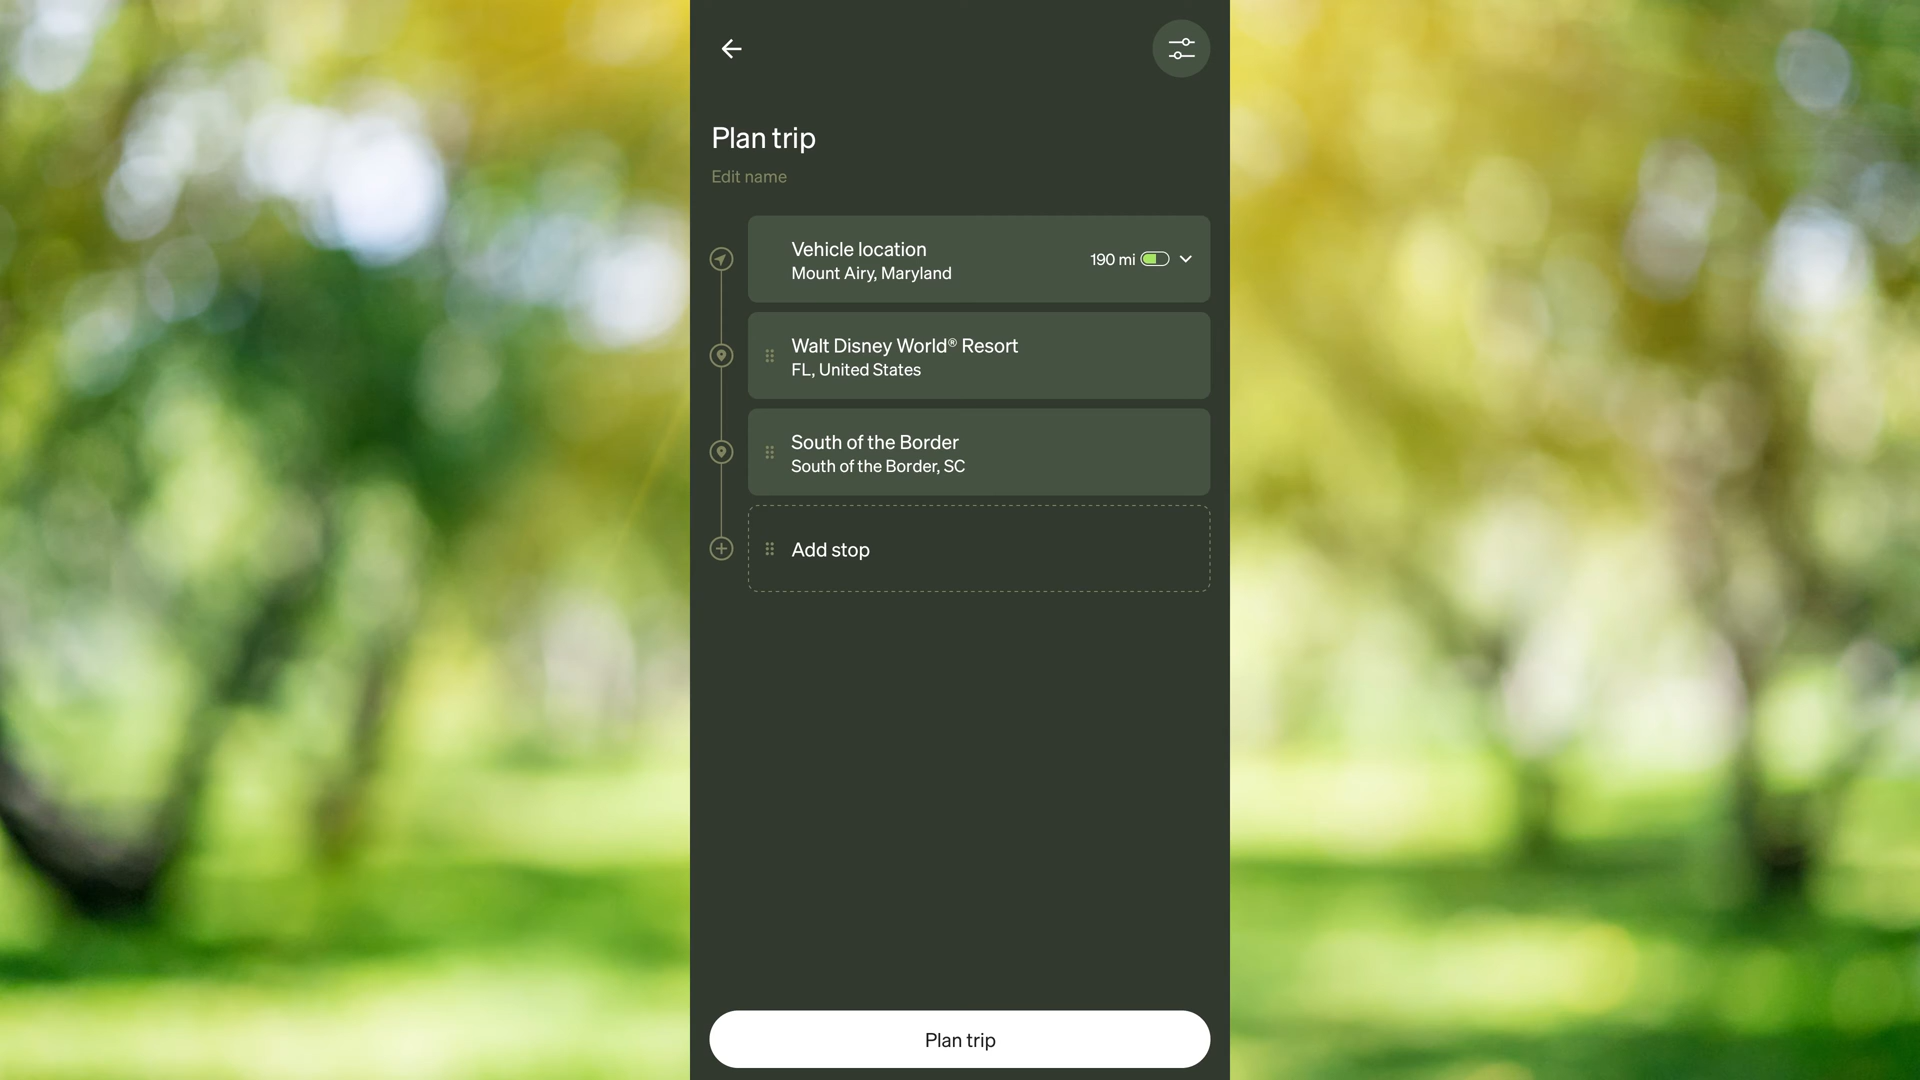 Plan trip
Edit name
Vehicle location
Mount Airy, Maryland
190 mi
Walt Disney World® Resort
FL, United States
South of the Border
South of the Border, SC
Add stop
Plan trip